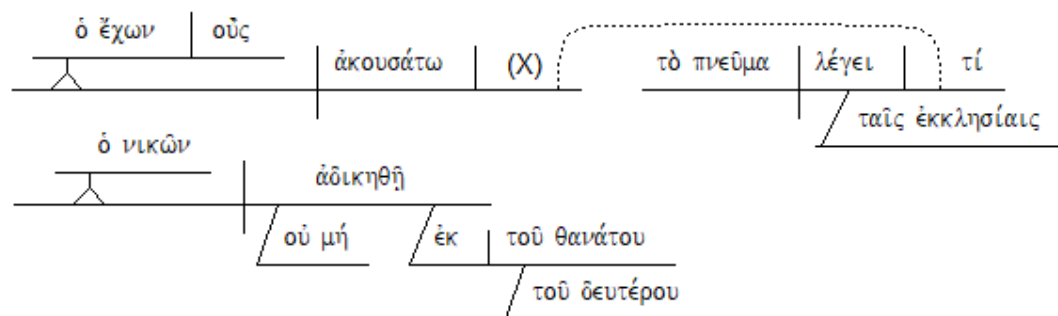 ὁ ἔχων οὖς
ἀκουσάτω (X) τὸ πνεῦμα λέγει τί
ταῖς ἐκκλησίαις
ὁ νικῶν
ἀδικηθῇ
οὐ μή ἐκ τοῦ θανάτου
τοῦ δευτέρου